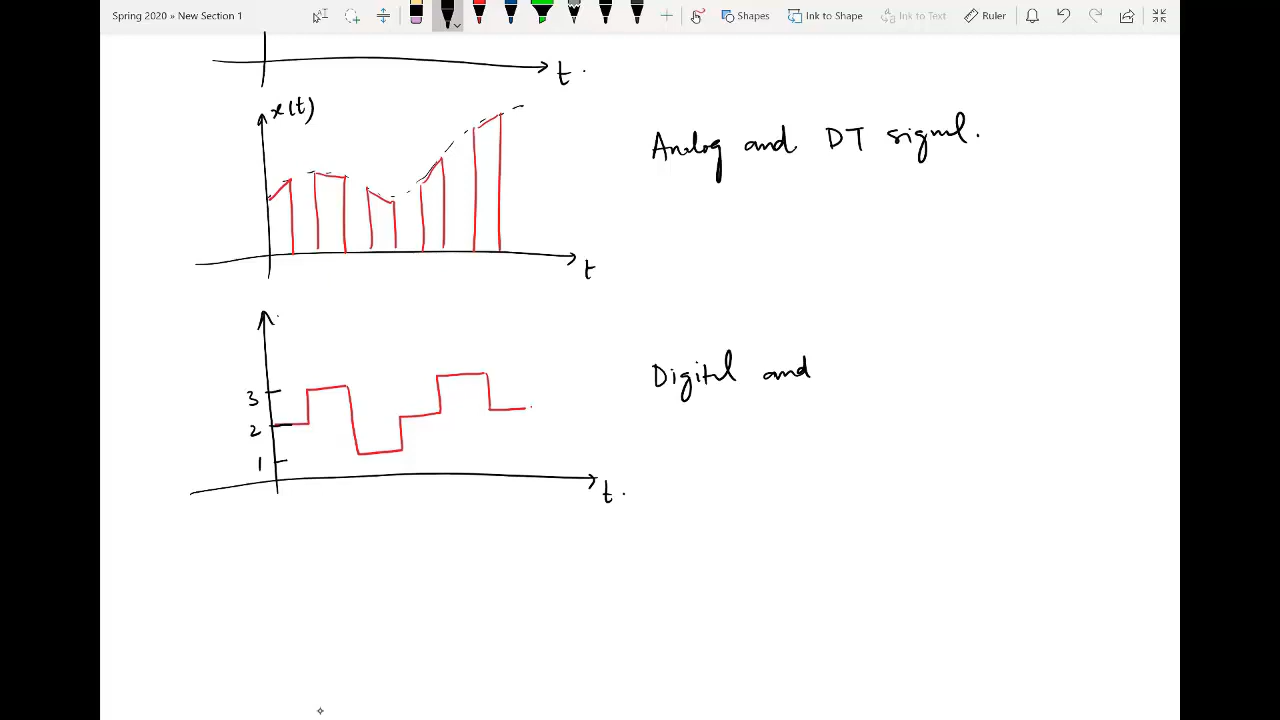 Spring 2020 » New Section 1
Shapes
Ink to Shape
Ink to Text
Ruler
t.
x(t)
Analog and DT signal.
t
3
2
1
Digital and
t.